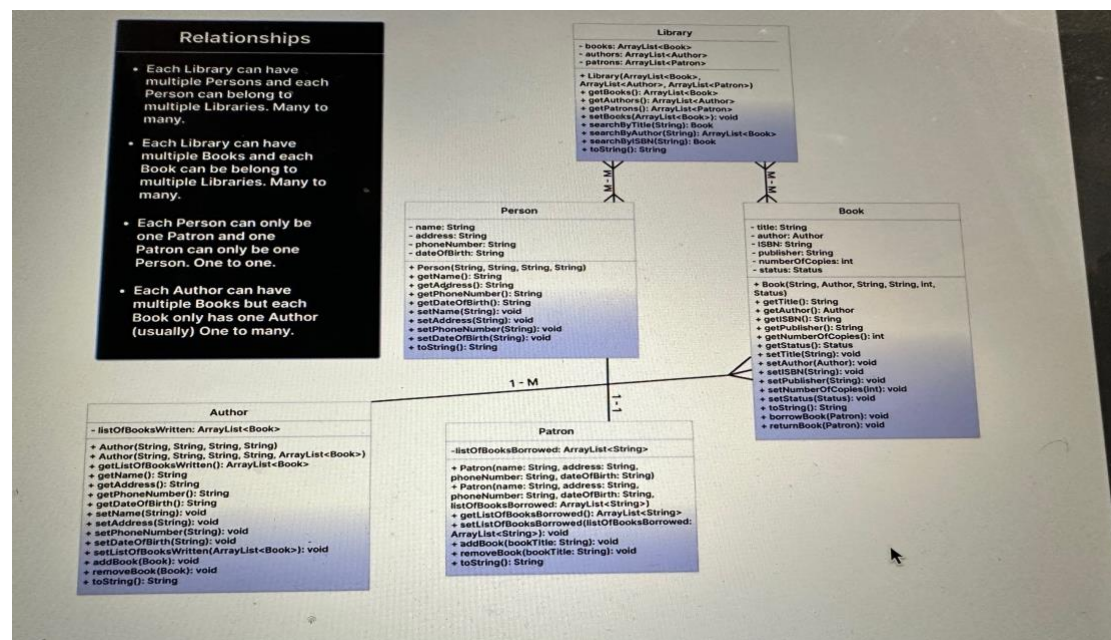 Relationships
• Each Library can have
multiple Persons and each
Person can belong to
multiple Libraries. Many to
many.
• Each Library can have
multiple Books and each
Book can be belong to
multiple Libraries. Many to
many.
• Each Person can only be
one Patron and one
Patron can only be one
Person. One to one.
• Each Author can have
multiple Books but each
Book only has one Author
(usually) One to many.
Library
- books: ArrayList<Book>
- authors: ArrayList<Author>
- patrons: ArrayList<Patron>
+ Library(ArrayList<Book>,
ArrayList<Author>, ArrayList<Patron>)
+ getBooks(): ArrayList<Book>
+ getAuthors(): ArrayList<Author>
+ getPatrons(): ArrayList<Patron>
+ setBooks(ArrayList<Book>): void
+ searchByTitle(String): Book
+ searchByAuthor(String): ArrayList<Book>
+ searchByISBN(String): Book
+ toString(): String
M-M
M-M
Person
- name: String
- address: String
- phoneNumber: String
- dateOfBirth: String
+ Person(String, String, String, String)
+ getName(): String
+ getAddress(): String
+ getPhoneNumber(): String
+ getDateOfBirth(): String
+ setName(String): void
+ setAddress(String): void
+ setPhoneNumber(String): void
+ setDateOfBirth(String): void
+ toString(): String
Book
- title: String
- author: Author
- ISBN: String
- publisher: String
- numberOfCopies: int
- status: Status
+ Book(String, Author, String, String, int,
Status)
+ getTitle(): String
+ getAuthor(): Author
+ getISBN(): String
+ getPublisher(): String
+ getNumberOfCopies(): int
+ getStatus(): Status
+ setTitle(String): void
+ setAuthor(Author): void
+ setISBN(String): void
+ setPublisher(String): void
+ setNumberOfCopies(int): void
+ setStatus(Status): void
+ toString(): String
+ borrowBook(Patron): void
+ returnBook(Patron): void
1 - M
1-1
Author
- listOfBooksWritten: ArrayList<Book>
+ Author(String, String, String, String)
+ Author(String, String, String, String, ArrayList<Book>)
+ getListOfBooksWritten(): ArrayList<Book>
+ getName(): String
+ getAddress(): String
+ getPhoneNumber(): String
+ getDateOfBirth(): String
+ setName(String): void
+ setAddress(String): void
+ setPhoneNumber(String): void
+ setDateOfBirth(String): void
+ setListOfBooksWritten(ArrayList<Book>): void
+ addBook(Book): void
+ removeBook(Book): void
+ toString(): String
Patron
-listOfBooksBorrowed: ArrayList<String>
+ Patron(name: String, address: String,
phoneNumber: String, dateOfBirth: String)
+ Patron(name: String, address: String,
phoneNumber: String, dateOfBirth: String,
listOfBooksBorrowed: ArrayList<String>)
+ getListOfBooksBorrowed(): ArrayList<String>
+ setListOfBooksBorrowed(listOfBooksBorrowed:
ArrayList<String>): void
+ addBook(bookTitle: String): void
+ removeBook(bookTitle: String): void
+ toString(): String